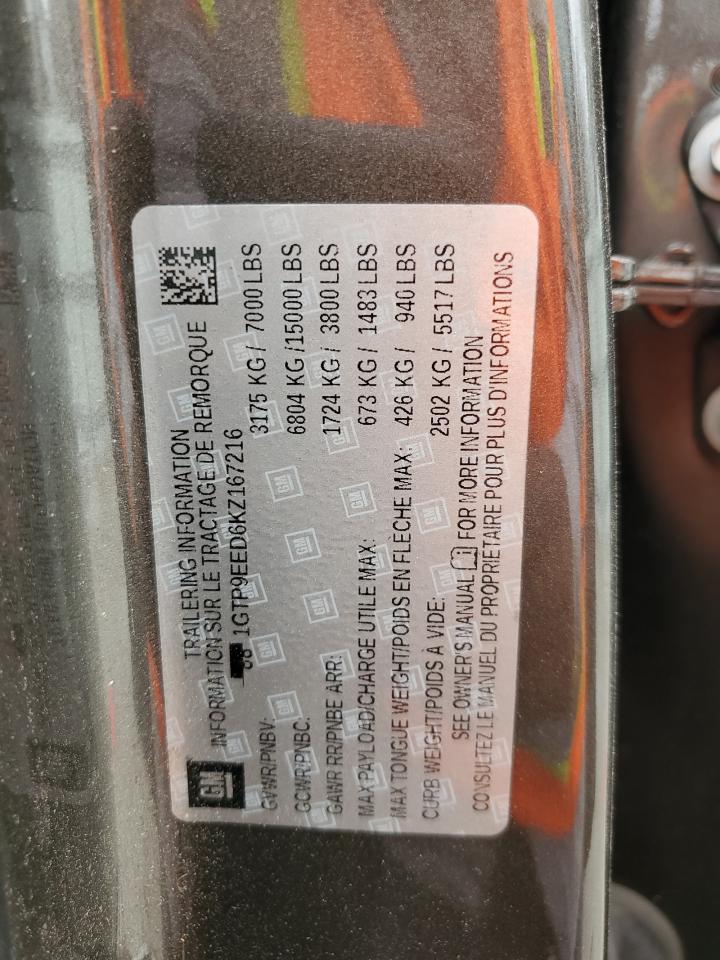 TRAILERING INFORMATION
INFORMATION SUR LE TRACTAGE DE REMORQUE
1GTP9EED6KZ167216
GM
GVWR/PNBV: 3175 KG / 7000 LBS
GCWR/PNBC: 6804 KG /15000 LBS
GAWR RR/PNBE ARR: 1724 KG / 3800 LBS
MAX PAYLOAD/CHARGE UTILE MAX: 673 KG / 1483 LBS
MAX TONGUE WEIGHT/POIDS EN FLÈCHE MAX: 426 KG / 940 LBS
CURB WEIGHT/POIDS À VIDE: 2502 KG / 5517 LBS
SEE OWNER'S MANUAL FOR MORE INFORMATION
CONSULTEZ LE MANUEL DU PROPRIÉTAIRE POUR PLUS D'INFORMATIONS